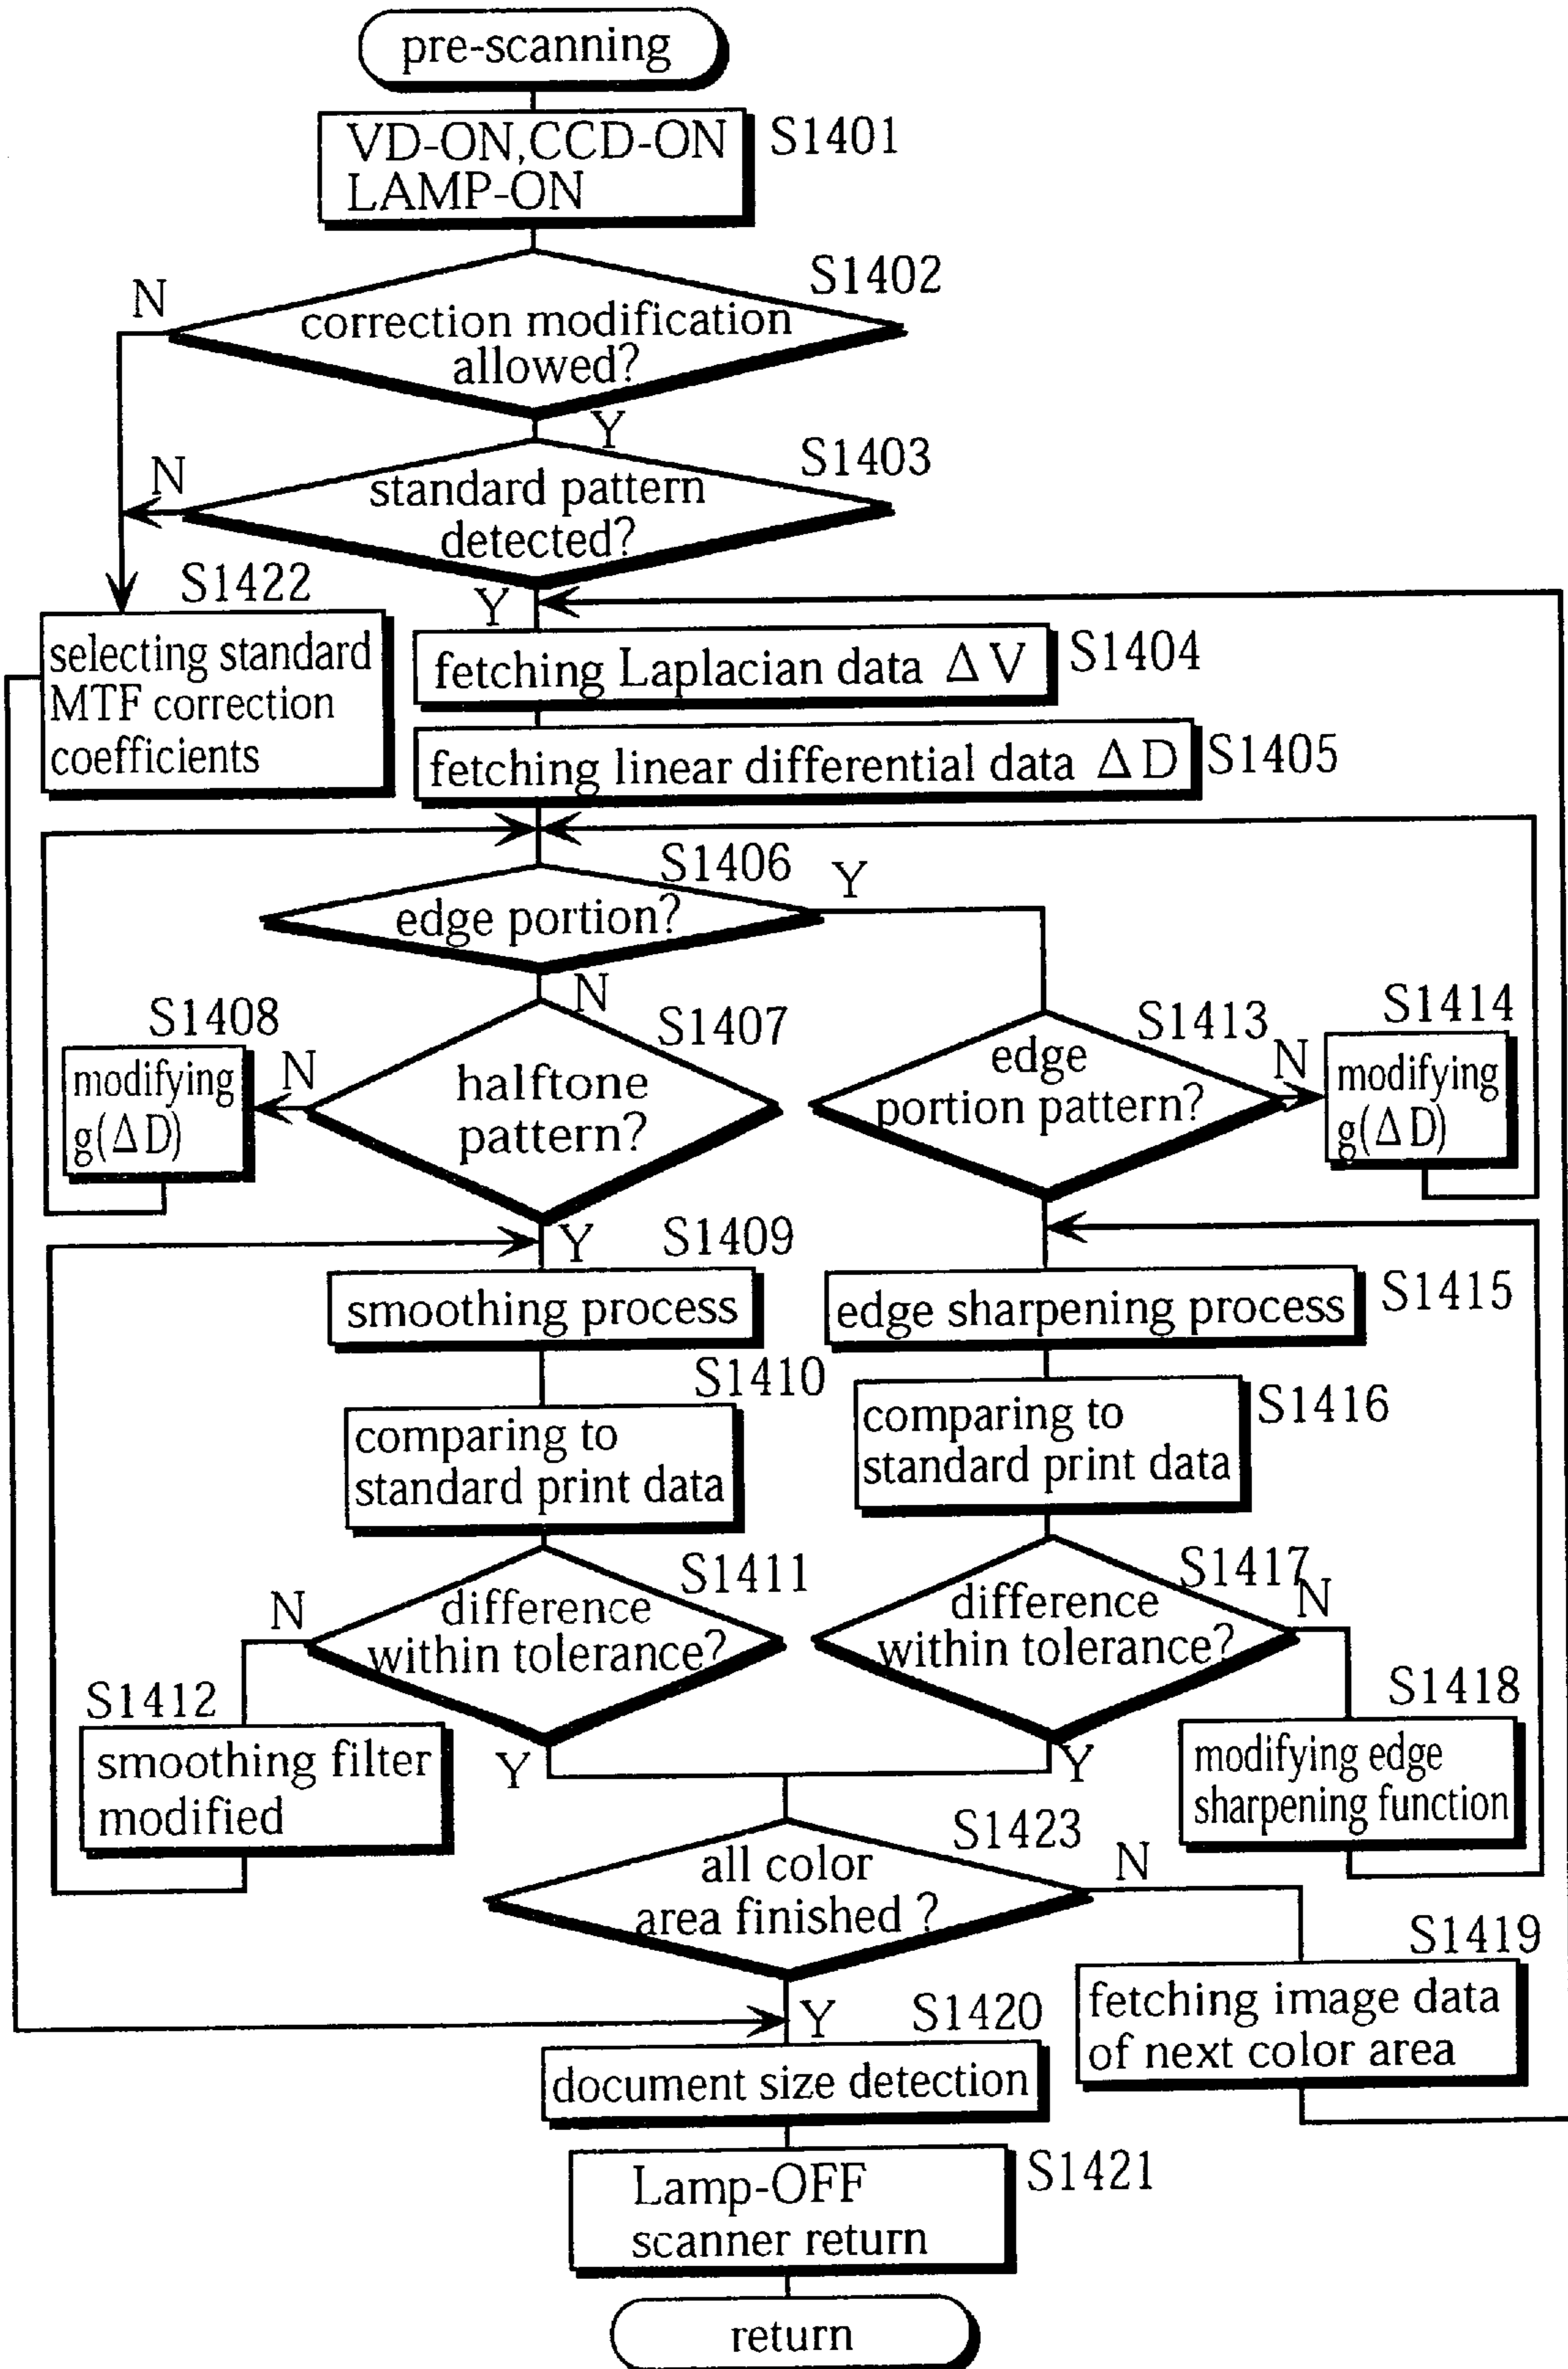 pre-scanning
VD-ON,CCD-ON
LAMP-ON
S1401
S1402
N
correction modification
allowed?
Y
S1403
N
standard pattern
detected?
Y
S1422
selecting standard
MTF correction
coefficients
fetching Laplacian data ΔV
S1404
fetching linear differential data ΔD
S1405
S1406
edge portion?
Y
N
S1407
halftone
pattern?
N
S1408
modifying
g(ΔD)
S1413
edge
portion pattern?
N
S1414
modifying
g(ΔD)
Y
S1409
smoothing process
S1415
edge sharpening process
S1410
comparing to
standard print data
S1416
comparing to
standard print data
S1411
difference
within tolerance?
N
S1417
difference
within tolerance?
N
S1412
smoothing filter
modified
Y
Y
S1418
modifying edge
sharpening function
S1423
all color
area finished ?
N
S1419
fetching image data
of next color area
Y
S1420
document size detection
S1421
Lamp-OFF
scanner return
return